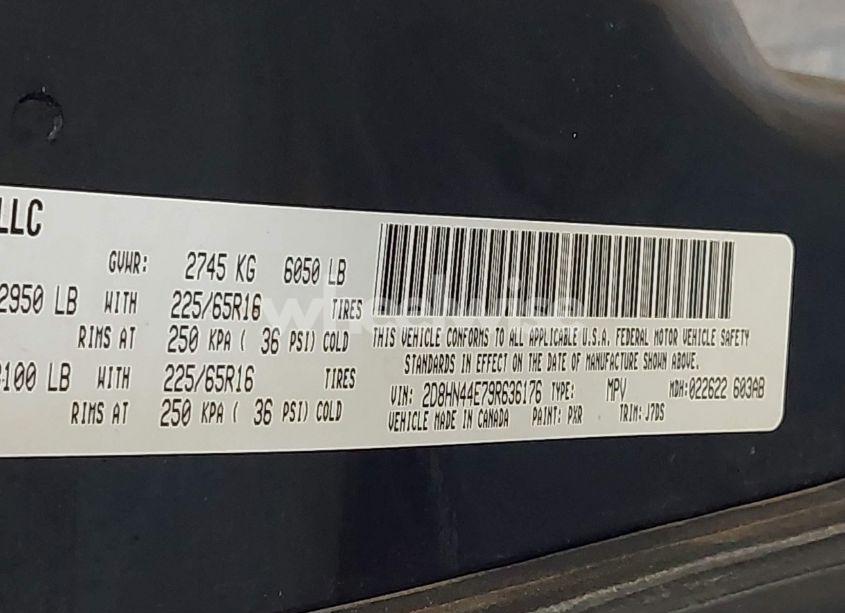 LLC
GVWR: 2745 KG 6050 LB
2950 LB WITH 225/65R16 TIRES
RIMS AT 250 KPA ( 36 PSI) COLD
100 LB WITH 225/65R16 TIRES
RIMS AT 250 KPA ( 36 PSI) COLD
THIS VEHICLE CONFORMS TO ALL APPLICABLE U.S.A. FEDERAL MOTOR VEHICLE SAFETY
STANDARDS IN EFFECT ON THE DATE OF MANUFACTURE SHOWN ABOVE.
VIN: 2D8HN44E79R636176 TYPE: MPV MDH:022622 603AB
VEHICLE MADE IN CANADA PAINT: PXR TRIM: J7DS
wheelwise